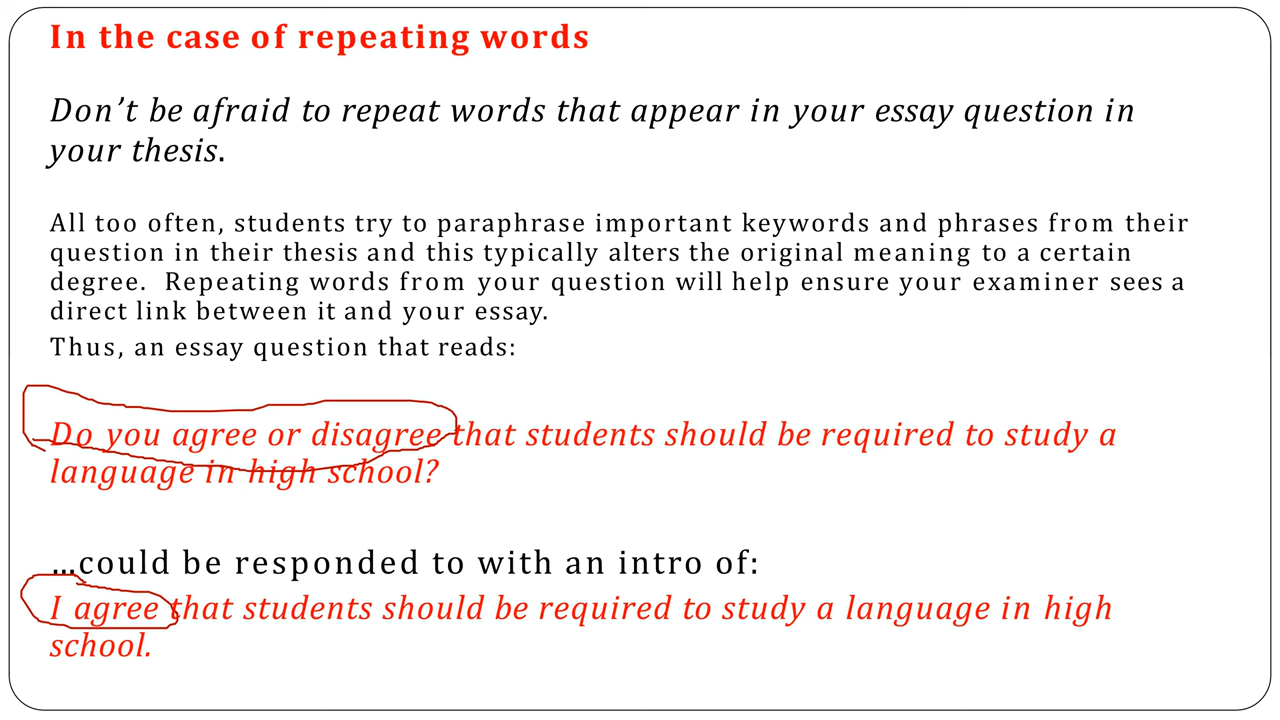 In the case of repeating words
Don’t be afraid to repeat words that appear in your essay question in
your thesis.
All too often, students try to paraphrase important keywords and phrases from their
question in their thesis and this typically alters the original meaning to a certain
degree. Repeating words from your question will help ensure your examiner sees a
direct link between it and your essay.
Thus, an essay question that reads:
Do you agree or disagree that students should be required to study a
language in high school?
…could be responded to with an intro of:
I agree that students should be required to study a language in high
school.